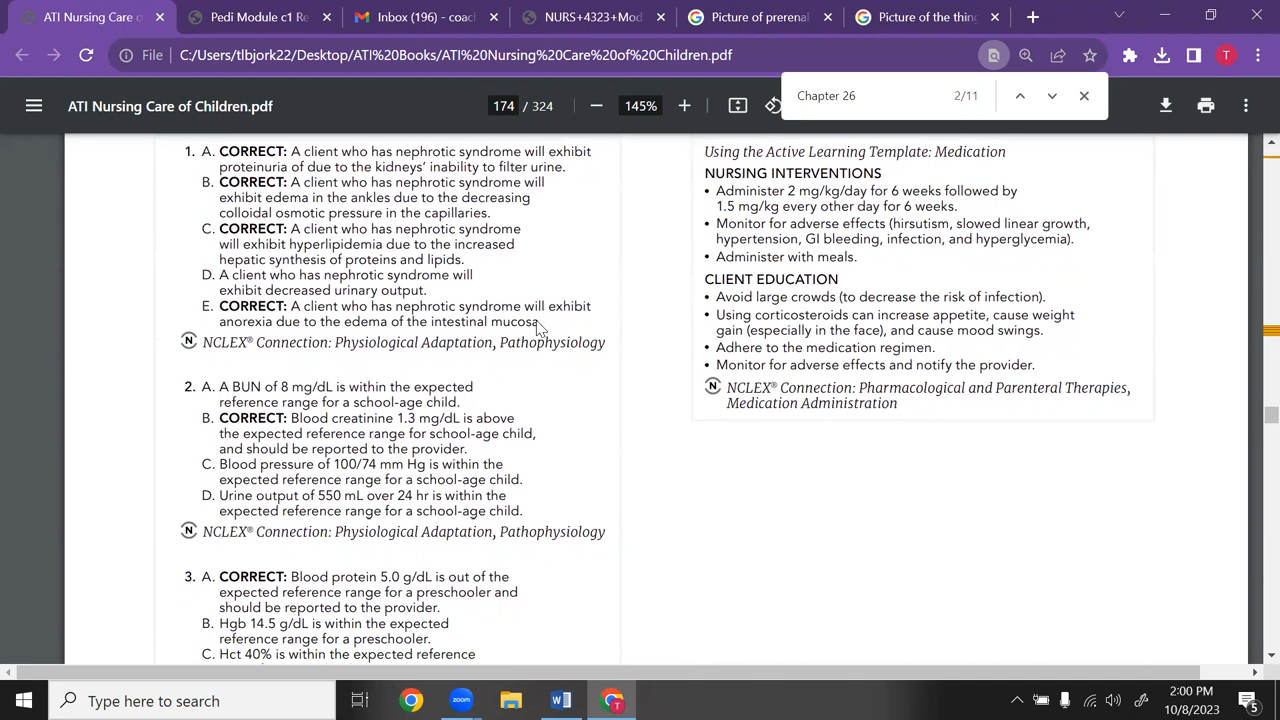 ATI Nursing Care of
Pedi Module c1 Re
Inbox (196) - coac
NURS+4323+Mod
Picture of prerena
Picture of the thin
File
C:/Users/tlbjork22/Desktop/ATI%20Books/ATI%20Nursing%20Care%20of%20Children.pdf
T
Chapter 26
2/11
ATI Nursing Care of Children.pdf
174 / 324
145%
1. A. CORRECT: A client who has nephrotic syndrome will exhibit
proteinuria of due to the kidneys' inability to filter urine.
B. CORRECT: A client who has nephrotic syndrome will
exhibit edema in the ankles due to the decreasing
colloidal osmotic pressure in the capillaries.
C. CORRECT: A client who has nephrotic syndrome
will exhibit hyperlipidemia due to the increased
hepatic synthesis of proteins and lipids.
D. A client who has nephrotic syndrome will
exhibit decreased urinary output.
E. CORRECT: A client who has nephrotic syndrome will exhibit
anorexia due to the edema of the intestinal mucosa.
N NCLEX® Connection: Physiological Adaptation, Pathophysiology
2. A. A BUN of 8 mg/dL is within the expected
reference range for a school-age child.
B. CORRECT: Blood creatinine 1.3 mg/dL is above
the expected reference range for school-age child,
and should be reported to the provider.
C. Blood pressure of 100/74 mm Hg is within the
expected reference range for a school-age child.
D. Urine output of 550 mL over 24 hr is within the
expected reference range for a school-age child.
N NCLEX® Connection: Physiological Adaptation, Pathophysiology
3. A. CORRECT: Blood protein 5.0 g/dL is out of the
expected reference range for a preschooler and
should be reported to the provider.
B. Hgb 14.5 g/dL is within the expected
reference range for a preschooler.
C. Hct 40% is within the expected reference
Using the Active Learning Template: Medication
NURSING INTERVENTIONS
• Administer 2 mg/kg/day for 6 weeks followed by
1.5 mg/kg every other day for 6 weeks.
• Monitor for adverse effects (hirsutism, slowed linear growth,
hypertension, GI bleeding, infection, and hyperglycemia).
• Administer with meals.
CLIENT EDUCATION
• Avoid large crowds (to decrease the risk of infection).
• Using corticosteroids can increase appetite, cause weight
gain (especially in the face), and cause mood swings.
• Adhere to the medication regimen.
• Monitor for adverse effects and notify the provider.
N NCLEX® Connection: Pharmacological and Parenteral Therapies,
Medication Administration
Type here to search
zoom
W
T
2:00 PM
10/8/2023
5